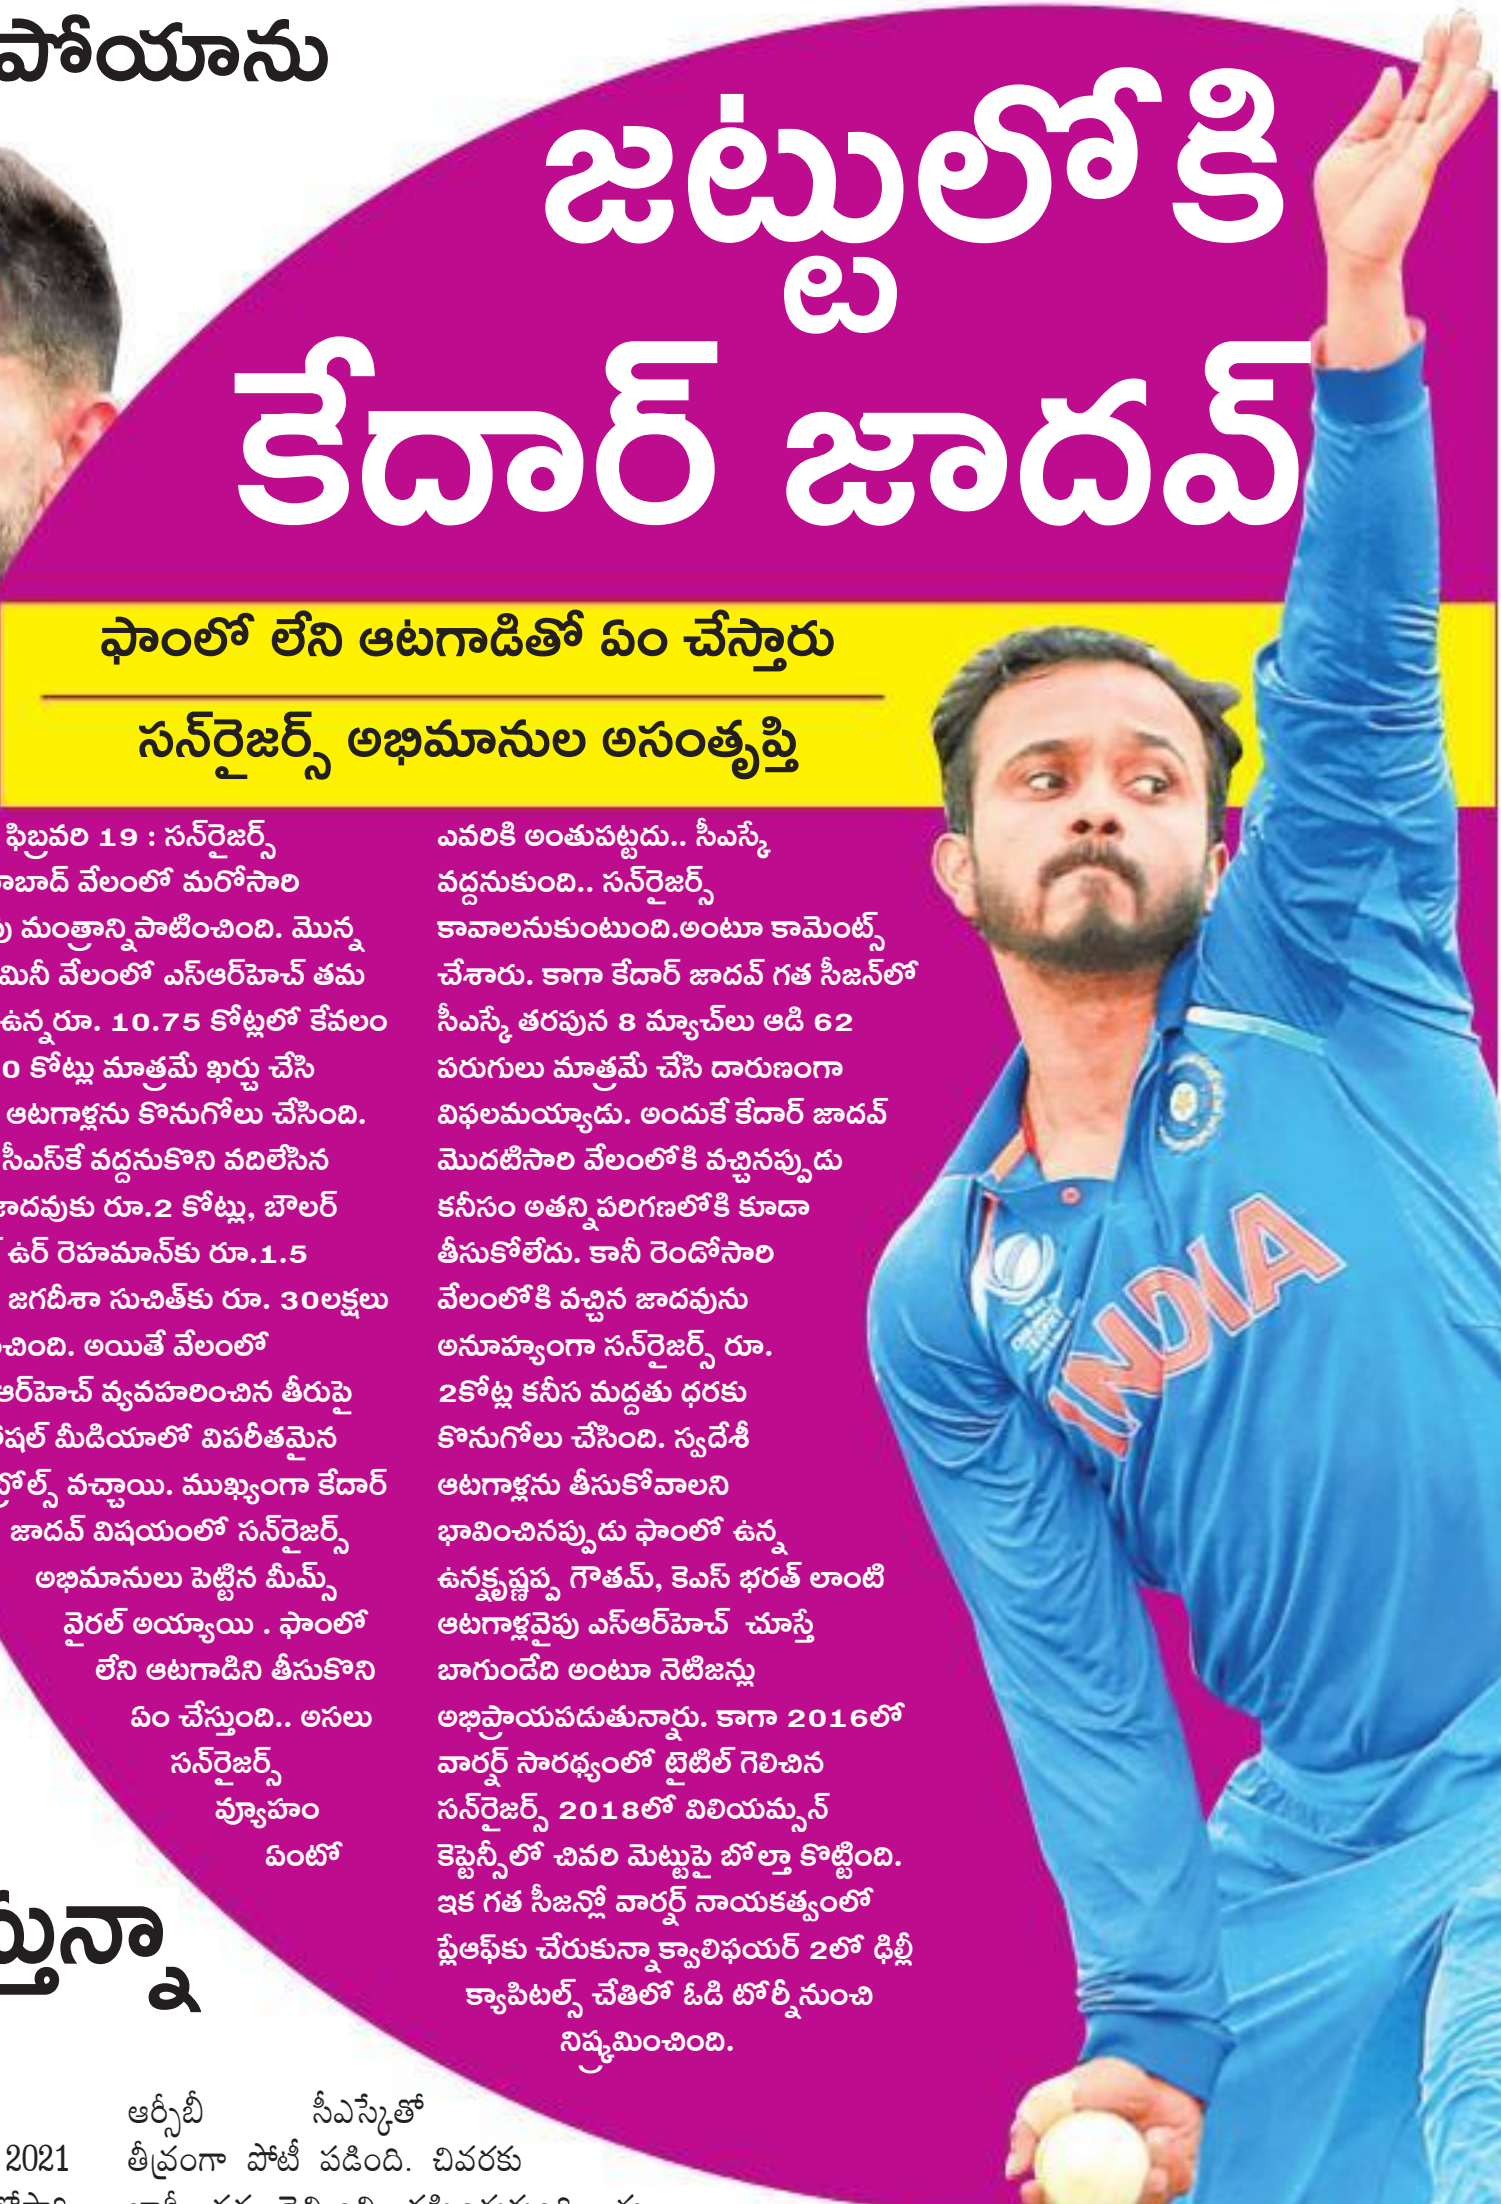 పోయాను
జట్టులోకి
కేదార్ జాదవ్
ఫాంలో లేని ఆటగాడితో ఏం చేస్తారు
సన్‌రైజర్స్ అభిమానుల అసంతృప్తి
ఫిబ్రవరి 19 : సన్‌రైజర్స్
వేలంలో మరోసారి
మంత్రాన్నిపాటించింది. మొన్న
మినీ వేలంలో ఎస్ఆర్‌హెచ్ తమ
ఉన్నరూ. 10.75 కోట్లలో కేవలం
0 కోట్లు మాత్రమే ఖర్చు చేసి
ఆటగాళ్లను కొనుగోలు చేసింది.
సీఎస్‌కే వద్దనుకొని వదిలేసిన
జాదవుకు రూ.2 కోట్లు, బౌలర్
ఉర్ రెహమాన్‌కు రూ.1.5
జగదీశా సుచిత్‌కు రూ. 30లక్షలు
చింది. అయితే వేలంలో
ఆర్‌హెచ్ వ్యవహరించిన తీరుపై
షల్ మీడియాలో విపరీతమైన
ట్రోల్స్ వచ్చాయి. ముఖ్యంగా కేదార్
జాదవ్ విషయంలో సన్‌రైజర్స్
అభిమానులు పెట్టిన మీమ్స్
వైరల్ అయ్యాయి . ఫాంలో
లేని ఆటగాడిని తీసుకొని
ఏం చేస్తుంది.. అసలు
సన్‌రైజర్స్
వ్యూహం
ఏంటో
ఎవరికి అంతుపట్టదు.. సీఎస్కే
వద్దనుకుంది.. సన్‌రైజర్స్
కావాలనుకుంటుంది.అంటూ కామెంట్స్
చేశారు. కాగా కేదార్ జాదవ్ గత సీజన్‌లో
సీఎస్కే తరపున 8 మ్యాచ్‌లు ఆడి 62
పరుగులు మాత్రమే చేసి దారుణంగా
విఫలమయ్యాడు. అందుకే కేదార్ జాదవ్
మొదటిసారి వేలంలోకి వచ్చినప్పుడు
కనీసం అతన్నిపరిగణలోకి కూడా
తీసుకోలేదు. కానీ రెండోసారి
వేలంలోకి వచ్చిన జాదవును
అనూహ్యంగా సన్‌రైజర్స్ రూ.
2కోట్ల కనీస మద్దతు ధరకు
కొనుగోలు చేసింది. స్వదేశీ
ఆటగాళ్లను తీసుకోవాలని
భావించినప్పుడు ఫాంలో ఉన్న
ఉన్నకృష్ణప్ప గౌతమ్, కెఎస్ భరత్ లాంటి
ఆటగాళ్లవైపు ఎస్ఆర్‌హెచ్ చూస్తే
బాగుండేది అంటూ నెటిజన్లు
అభిప్రాయపడుతున్నారు. కాగా 2016లో
వార్నర్ సారథ్యంలో టైటిల్ గెలిచిన
సన్‌రైజర్స్ 2018లో విలియమ్సన్
కెప్టెన్సీలో చివరి మెట్టుపై బోల్తా కొట్టింది.
ఇక గత సీజన్లో వార్నర్ నాయకత్వంలో
ప్లేఆఫ్‌కు చేరుకున్నాక్వాలిఫయర్ 2లో ఢిల్లీ
క్యాపిటల్స్ చేతిలో ఓడి టోర్నీనుంచి
నిష్క్రమించింది.
INDIA
స్తున్నా
2021
ఆర్సీబీ సీఎస్కేతో
తీవ్రంగా పోటీ పడింది. చివరకు